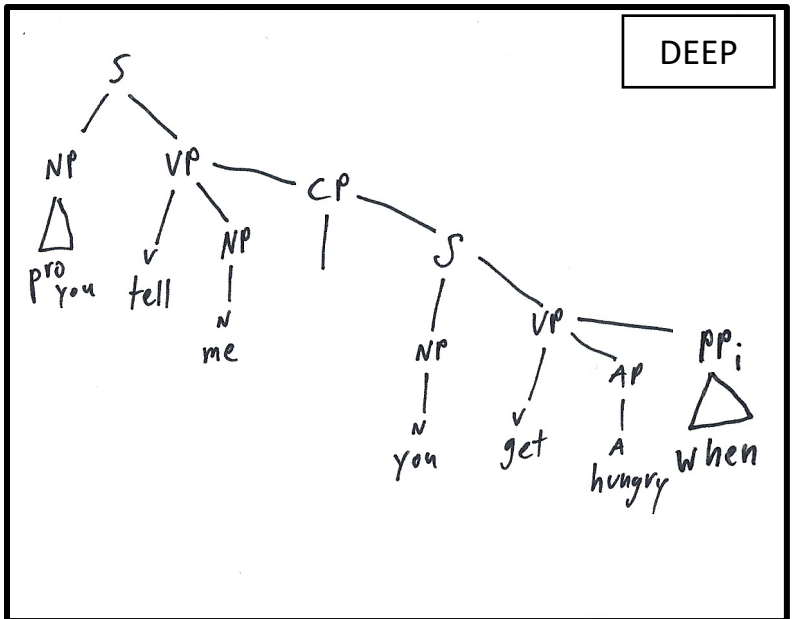 DEEP
S
NP VP CP
NP S
pro you v tell
N me
NP VP PPi
AP
N you v get A hungry when